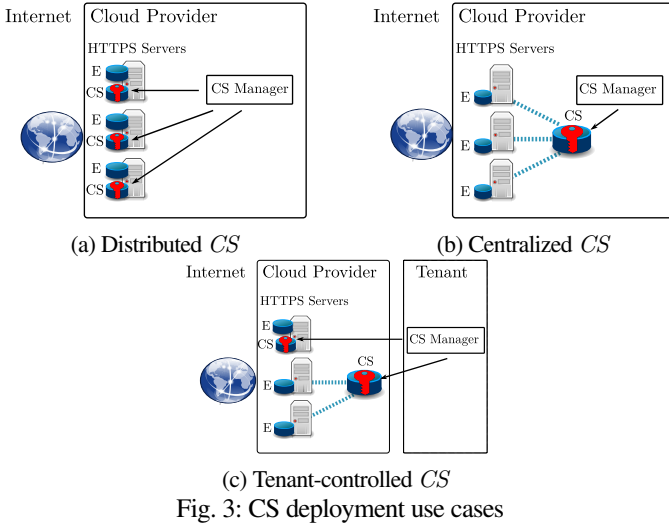 Internet Cloud Provider
HTTPS Servers
E
CS
CS Manager
E
CS
E
CS
(a) Distributed CS
Internet Cloud Provider
HTTPS Servers
E
CS Manager
CS
E
E
(b) Centralized CS
Internet Cloud Provider Tenant
HTTPS Servers
E
CS
CS Manager
CS
E
E
(c) Tenant-controlled CS
Fig. 3: CS deployment use cases